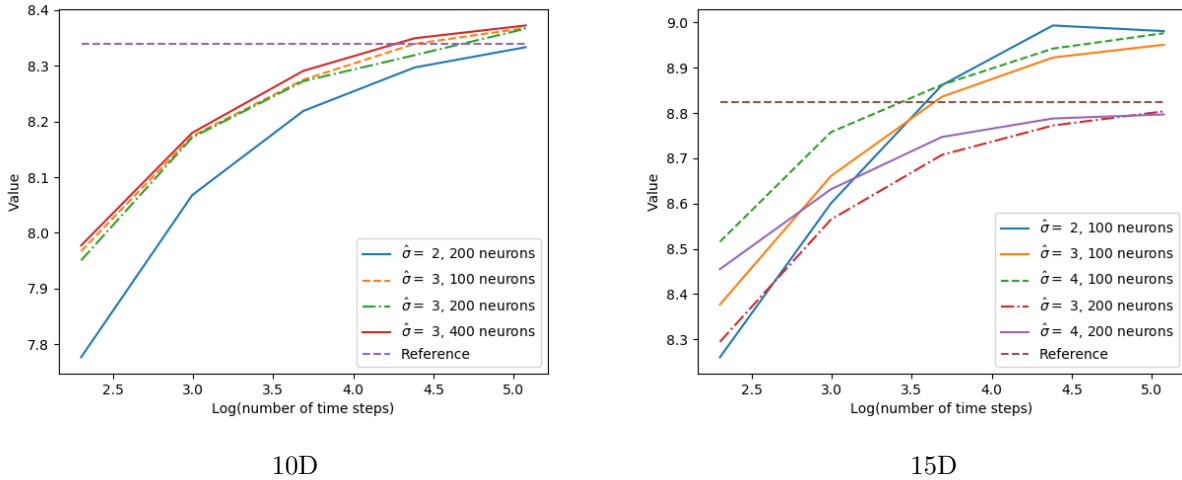 8.4
8.3
8.2
8.1
8.0
7.9
7.8
Value
2.5 3.0 3.5 4.0 4.5 5.0
Log(number of time steps)
σ̂ = 2, 200 neurons
σ̂ = 3, 100 neurons
σ̂ = 3, 200 neurons
σ̂ = 3, 400 neurons
Reference
10D
9.0
8.9
8.8
8.7
8.6
8.5
8.4
8.3
Value
2.5 3.0 3.5 4.0 4.5 5.0
Log(number of time steps)
σ̂ = 2, 100 neurons
σ̂ = 3, 100 neurons
σ̂ = 4, 100 neurons
σ̂ = 3, 200 neurons
σ̂ = 4, 200 neurons
Reference
15D